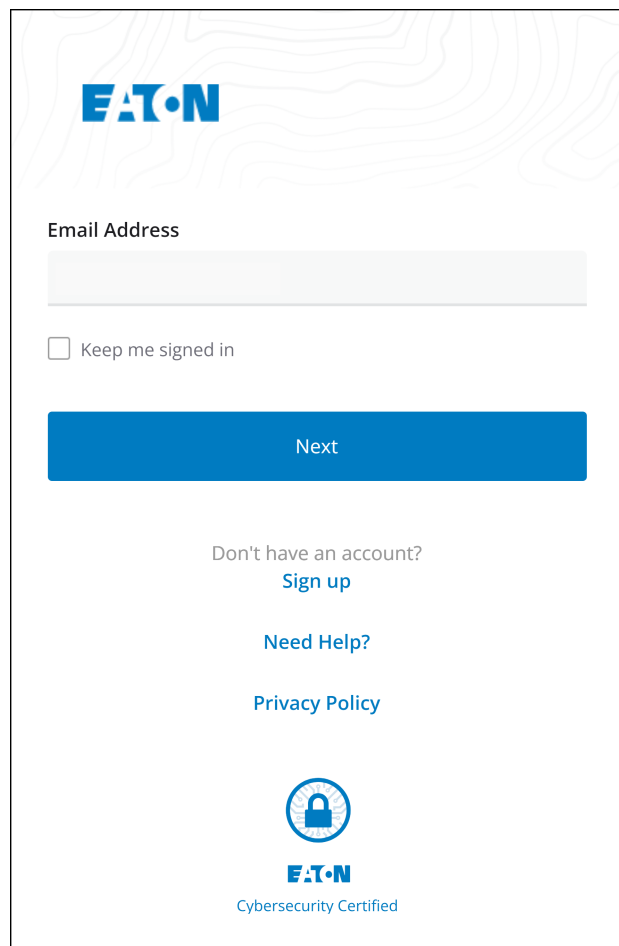 EATON
Email Address
Keep me signed in
Next
Don't have an account?
Sign up
Need Help?
Privacy Policy
EATON
Cybersecurity Certified